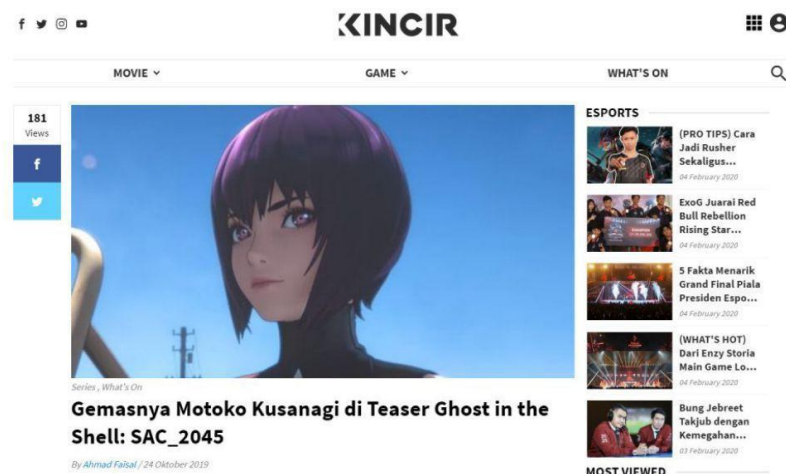 KINCIR
MOVIE
GAME
WHAT'S ON
181
Views
Series , What's On
Gemasnya Motoko Kusanagi di Teaser Ghost in the
Shell: SAC_2045
By Ahmad Faisal / 24 Oktober 2019
ESPORTS
(PRO TIPS) Cara
Jadi Rusher
Sekaligus...
04 February 2020
ExoG Juarai Red
Bull Rebellion
Rising Star...
04 February 2020
5 Fakta Menarik
Grand Final Piala
Presiden Espo...
04 February 2020
(WHAT'S HOT)
Dari Enzy Storia
Main Game Lo...
04 February 2020
Bung Jebreet
Takjub dengan
Kemegahan...
03 February 2020
MOST VIEWED